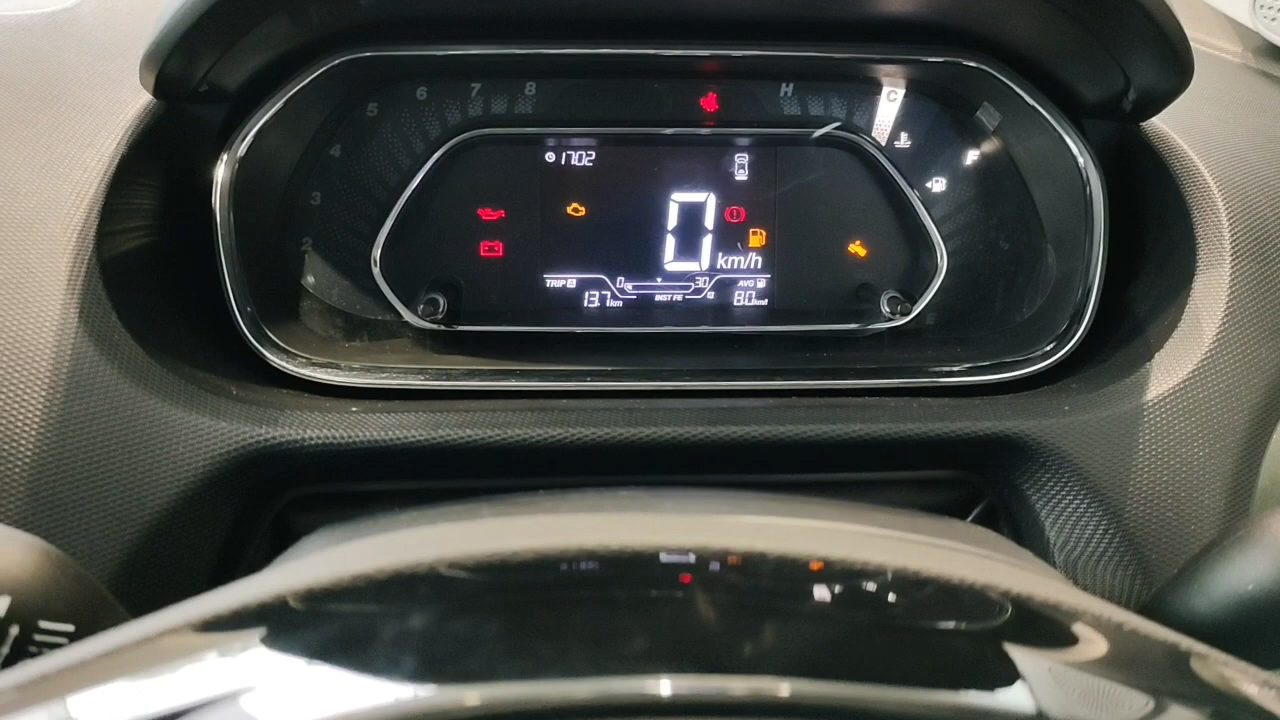 5 6 7 8
4
3
2
H C
F
17:02
0
km/h
TRIP A
13.7 km
0 30
INST FE
AVG
8.0 km/l